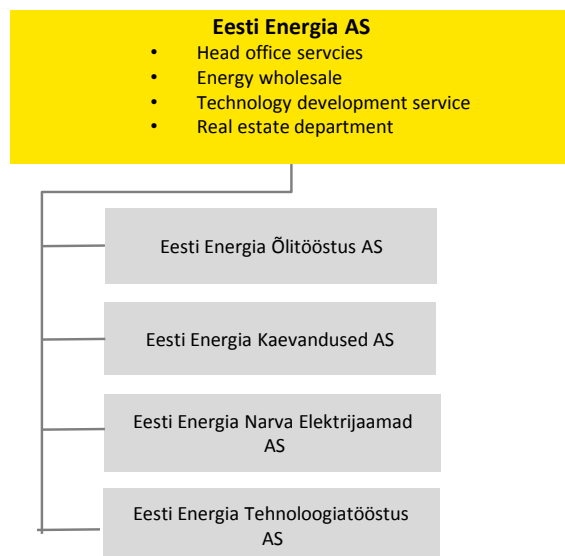 Eesti Energia AS
• Head office servcies
• Energy wholesale
• Technology development service
• Real estate department
Eesti Energia Õlitööstus AS
Eesti Energia Kaevandused AS
Eesti Energia Narva Elektrijaamad
AS
Eesti Energia Tehnoloogiatööstus
AS